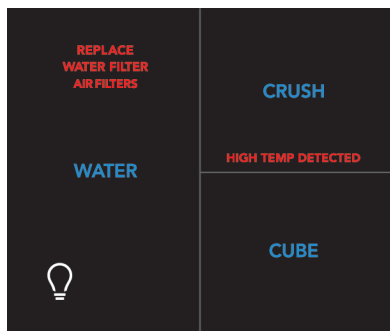 REPLACE
WATER FILTER
AIR FILTERS
WATER
CRUSH
HIGH TEMP DETECTED
CUBE